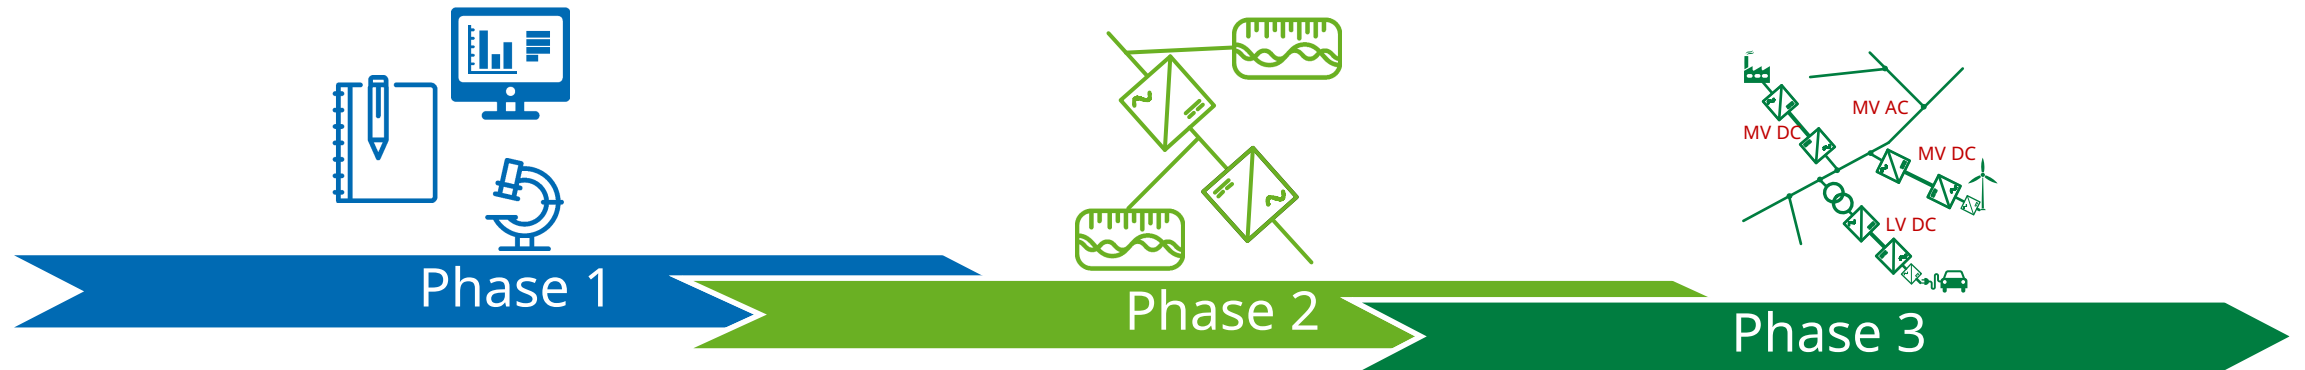 MV AC
MV DC
MV DC
LV DC
Phase 1
Phase 2
Phase 3